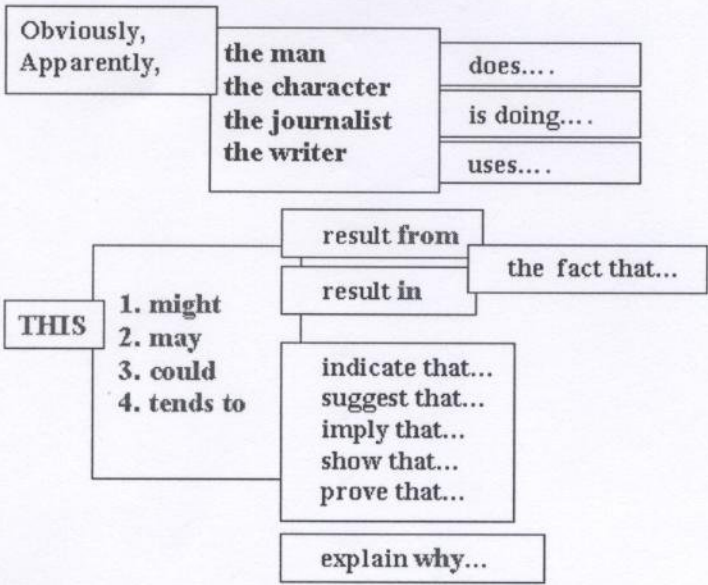 Obviously,
Apparently,
the man
the character
the journalist
the writer
does....
is doing....
uses....
THIS
1. might
2. may
3. could
4. tends to
result from
result in
the fact that...
indicate that...
suggest that...
imply that...
show that...
prove that...
explain why...